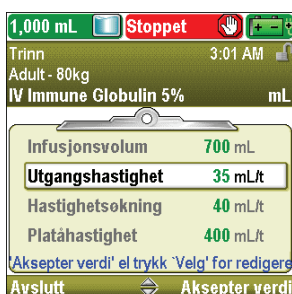 1,000 mL Stoppet
Trinn 3:01 AM
Adult - 80kg
IV Immune Globulin 5% mL
Infusjonsvolum 700 mL
Utgangshastighet 35 mL/t
Hastighetsøkning 40 mL/t
Platåhastighet 400 mL/t
'Aksepter verdi' el trykk `Velg' for redigere
Avslutt Aksepter verdi